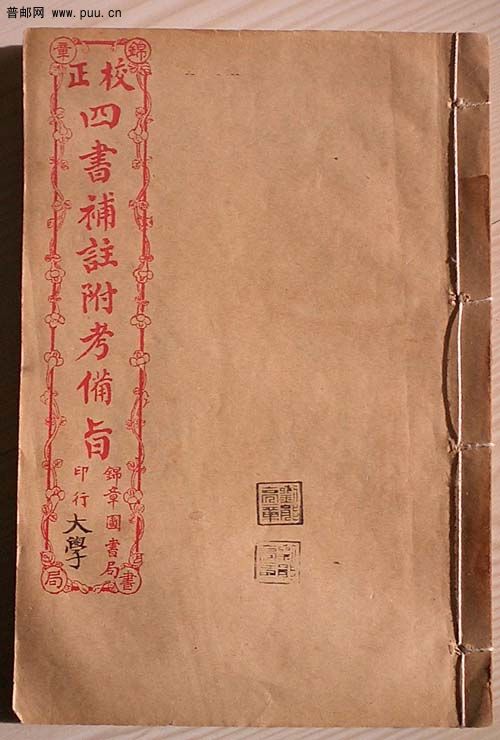 普邮网
www.puu.cn
錦章
書局
校正
四書補註附考備旨
錦章圖書局
印行
大學